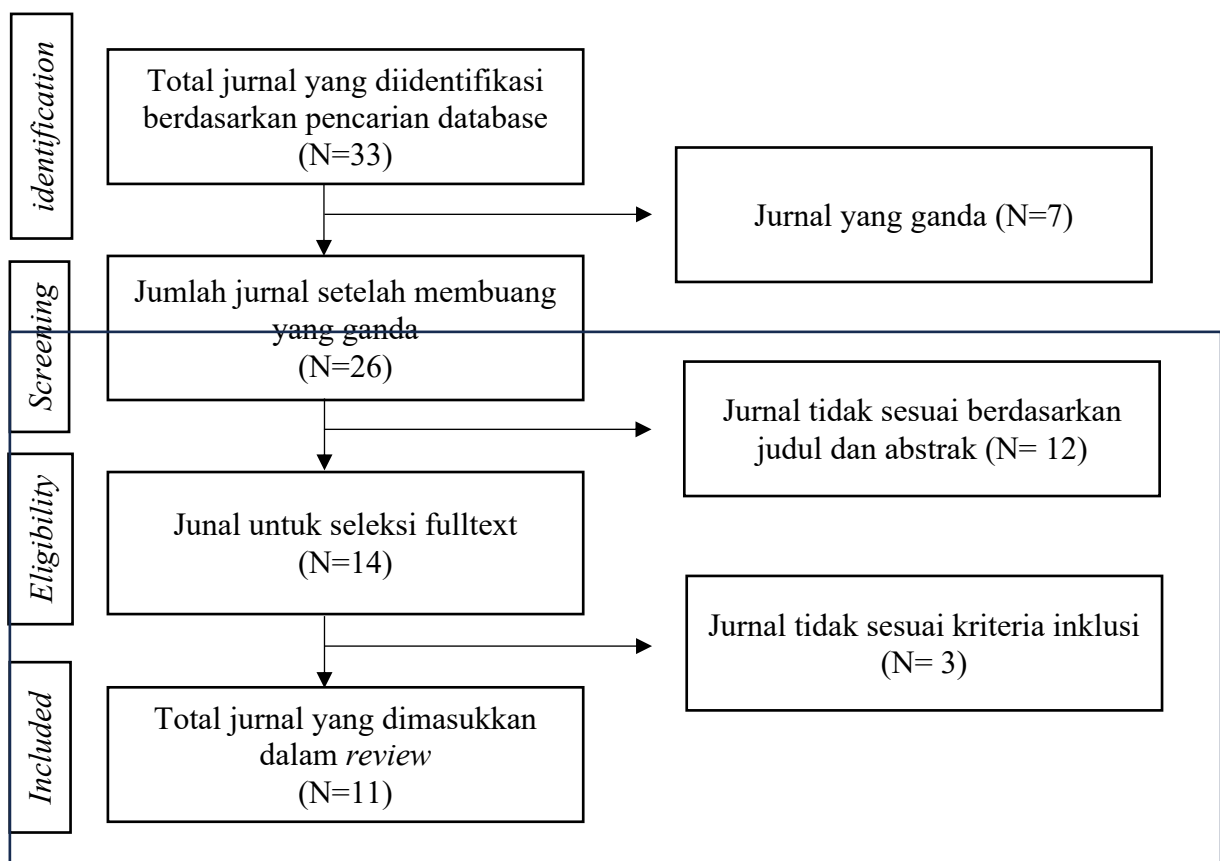 identification
Total jurnal yang diidentifikasi
berdasarkan pencarian database
(N=33)
Jurnal yang ganda (N=7)
Screening
Jumlah jurnal setelah membuang
yang ganda
(N=26)
Jurnal tidak sesuai berdasarkan
judul dan abstrak (N= 12)
Eligibility
Junal untuk seleksi fulltext
(N=14)
Jurnal tidak sesuai kriteria inklusi
(N= 3)
Included
Total jurnal yang dimasukkan
dalam review
(N=11)